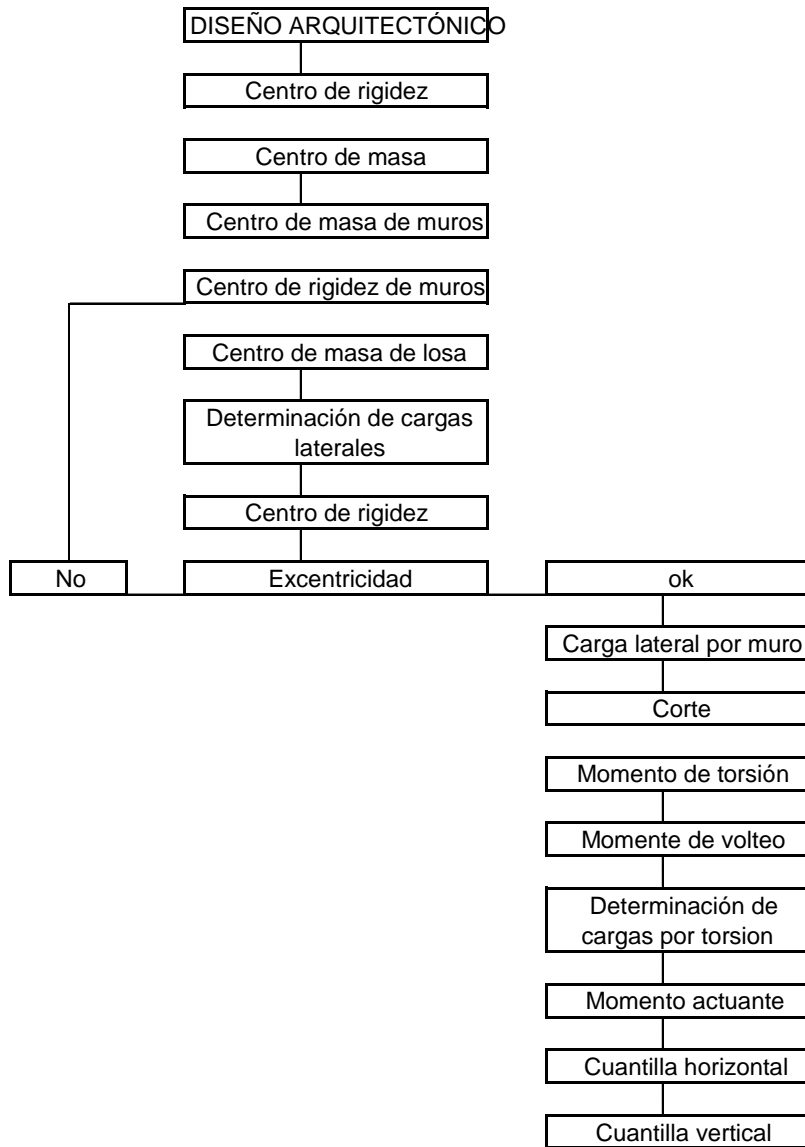 DISEÑO ARQUITECTÓNICO
Centro de rigidez
Centro de masa
Centro de masa de muros
Centro de rigidez de muros
Centro de masa de losa
Determinación de cargas
laterales
Centro de rigidez
No
Excentricidad
ok
Carga lateral por muro
Corte
Momento de torsión
Momente de volteo
Determinación de
cargas por torsion
Momento actuante
Cuantilla horizontal
Cuantilla vertical